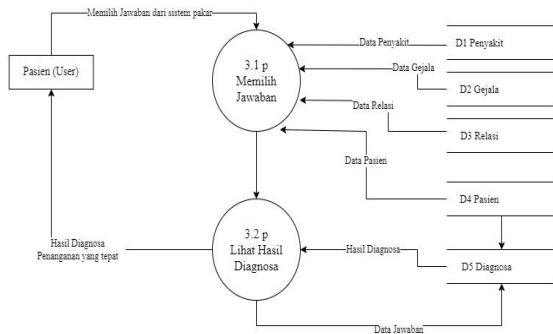 Memilih Jawaban dari sistem pakar
Pasien (User)
3.1 p
Memilih
Jawaban
Data Penyakit
D1 Penyakit
Data Gejala
D2 Gejala
Data Relasi
D3 Relasi
Data Pasien
D4 Pasien
3.2 p
Lihat Hasil
Diagnosa
Hasil Diagnosa
Penanganan yang tepat
Hasil Diagnosa
D5 Diagnosa
Data Jawaban